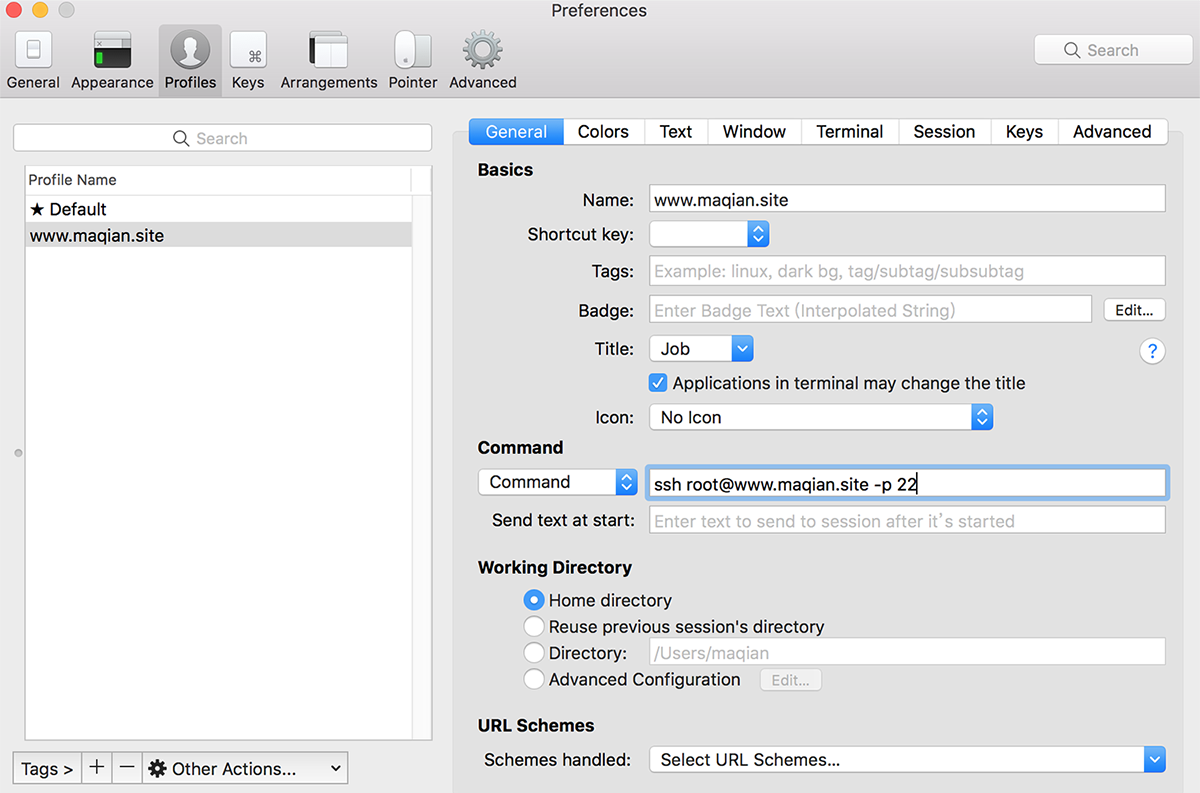 Preferences
General Appearance Profiles Keys Arrangements Pointer Advanced
Search
Search
Profile Name
★ Default
www.maqian.site
Tags > + − Other Actions...
General Colors Text Window Terminal Session Keys Advanced
Basics
Name: www.maqian.site
Shortcut key:
Tags: Example: linux, dark bg, tag/subtag/subsubtag
Badge: Enter Badge Text (Interpolated String) Edit...
Title: Job ?
Applications in terminal may change the title
Icon: No Icon
Command
Command ssh root@www.maqian.site -p 22
Send text at start: Enter text to send to session after it's started
Working Directory
Home directory
Reuse previous session's directory
Directory: /Users/maqian
Advanced Configuration Edit...
URL Schemes
Schemes handled: Select URL Schemes...